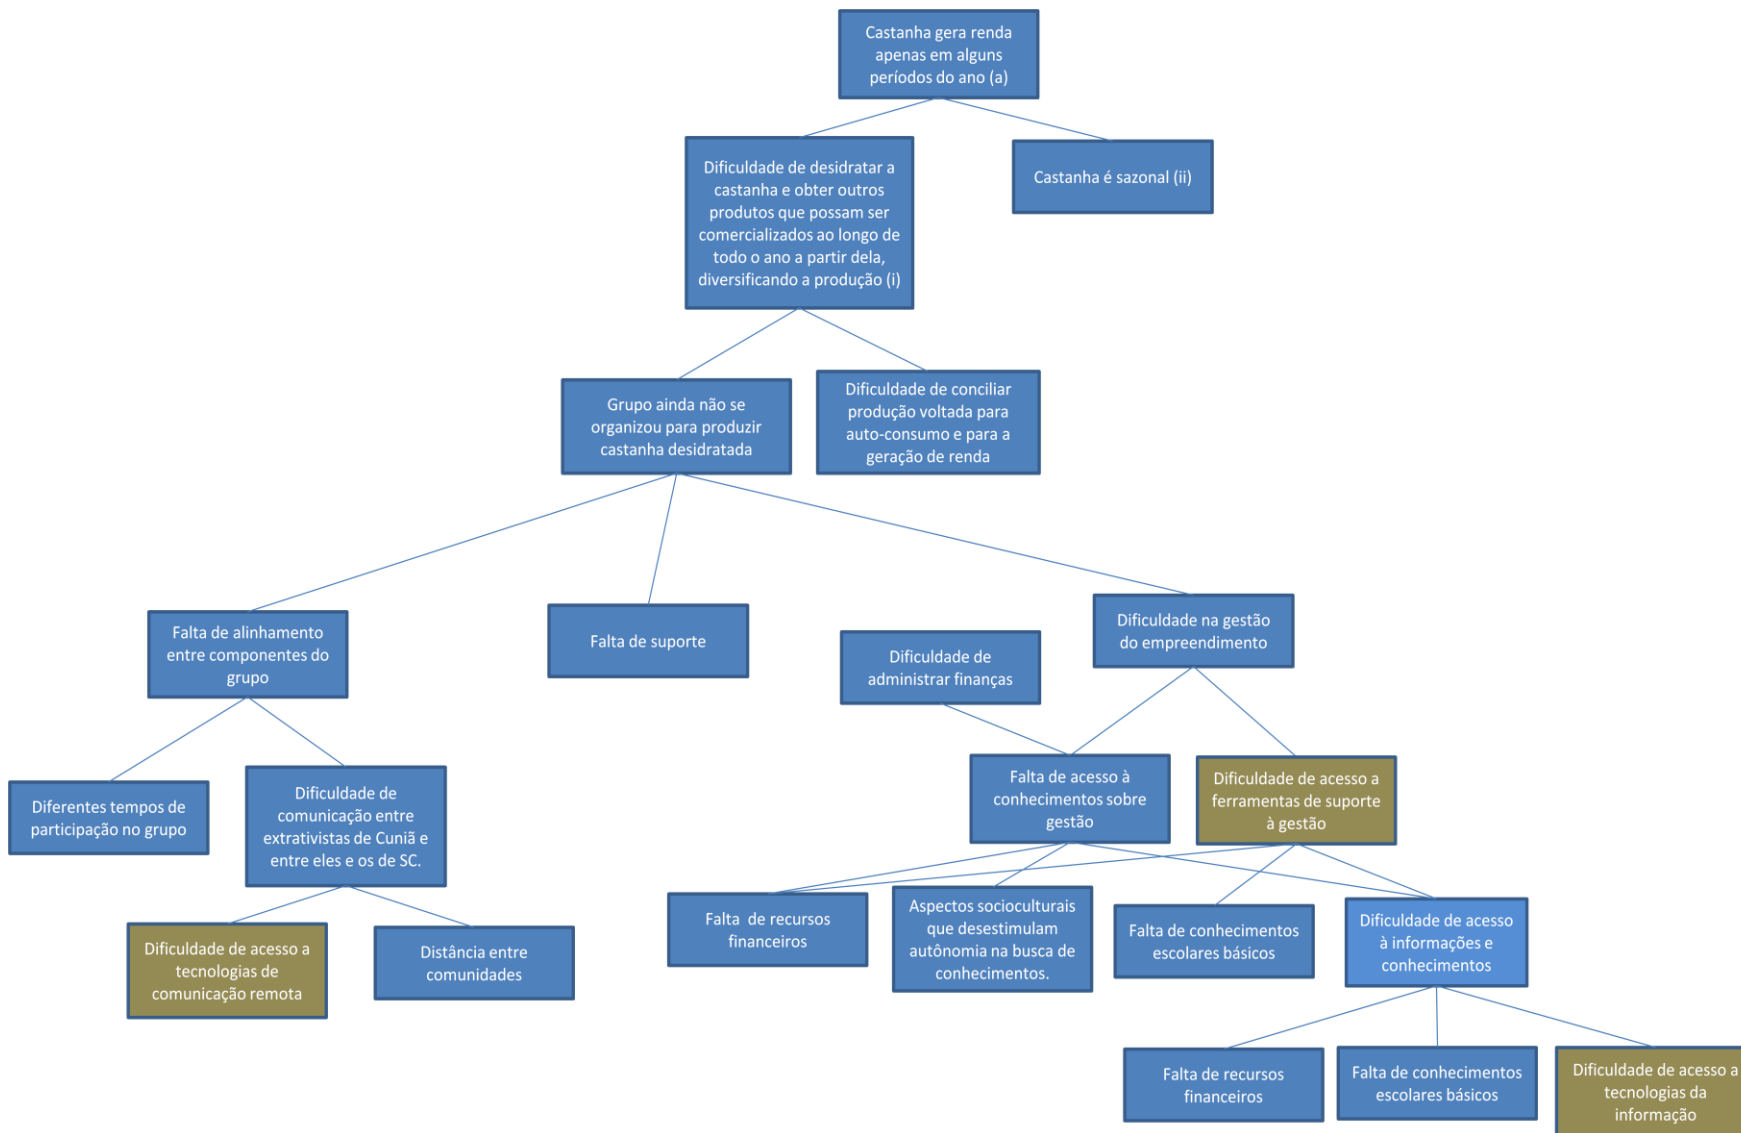 Castanha gera renda
apenas em alguns
períodos do ano (a)
Dificuldade de desidratar a
castanha e obter outros
produtos que possam ser
comercializados ao longo de
todo o ano a partir dela,
diversificando a produção (i)
Castanha é sazonal (ii)
Grupo ainda não se
organizou para produzir
castanha desidratada
Dificuldade de conciliar
produção voltada para
auto-consumo e para a
geração de renda
Falta de alinhamento
entre componentes do
grupo
Falta de suporte
Dificuldade na gestão
do empreendimento
Dificuldade de
administrar finanças
Diferentes tempos de
participação no grupo
Dificuldade de
comunicação entre
extrativistas de Cuniã e
entre eles e os de SC.
Falta de acesso à
conhecimentos sobre
gestão
Dificuldade de acesso a
ferramentas de suporte
à gestão
Dificuldade de acesso a
tecnologias de
comunicação remota
Distância entre
comunidades
Falta de recursos
financeiros
Aspectos socioculturais
que desestimulam
autônomia na busca de
conhecimentos.
Falta de conhecimentos
escolares básicos
Dificuldade de acesso
à informações e
conhecimentos
Falta de recursos
financeiros
Falta de conhecimentos
escolares básicos
Dificuldade de acesso a
tecnologias da
informação